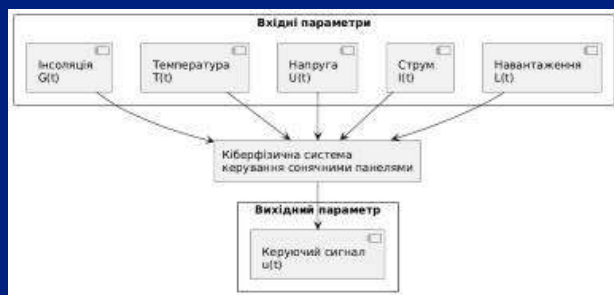 Вхідні параметри
Інсоляція
G(t)
Температура
T(t)
Напруга
U(t)
Струм
I(t)
Навантаження
L(t)
Кіберфізична система
керування сонячними панелями
Вихідний параметр
Керуючий сигнал
u(t)